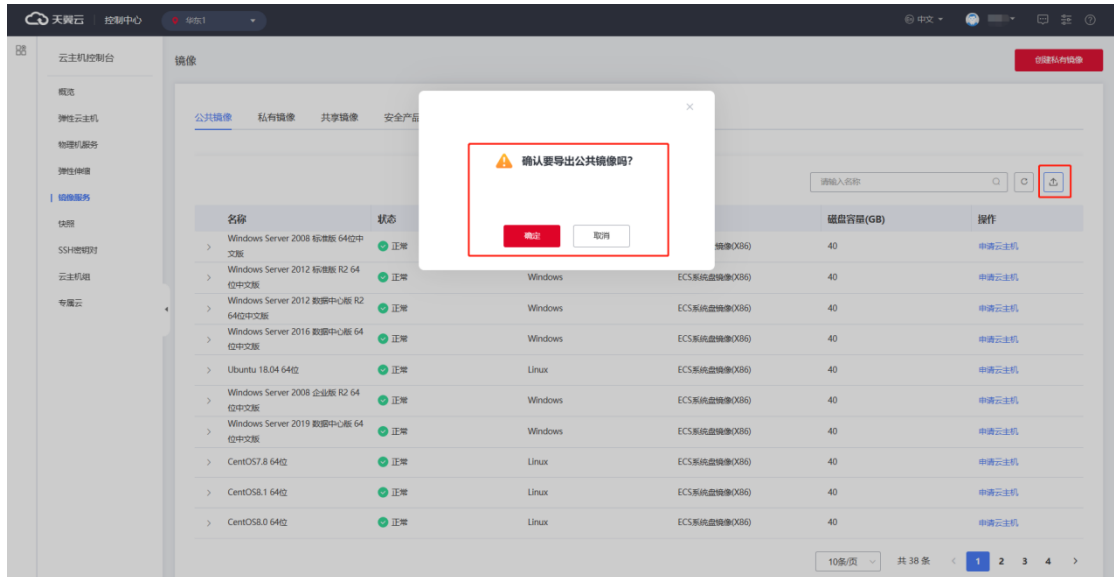 天翼云 控制中心 华东1 中文
云主机控制台
概览
弹性云主机
物理机服务
弹性伸缩
镜像服务
快照
SSH密钥对
云主机组
专属云
镜像 创建私有镜像
公共镜像 私有镜像 共享镜像 安全产品
确认要导出公共镜像吗?
确定 取消
请输入名称
名称 状态 磁盘容量(GB) 操作
Windows Server 2008 标准版 64位中
文版
正常 镜像(X86) 40 申请云主机
Windows Server 2012 标准版 R2 64
位中文版
正常 Windows ECS系统盘镜像(X86) 40 申请云主机
Windows Server 2012 数据中心版 R2
64位中文版
正常 Windows ECS系统盘镜像(X86) 40 申请云主机
Windows Server 2016 数据中心版 64
位中文版
正常 Windows ECS系统盘镜像(X86) 40 申请云主机
Ubuntu 18.04 64位 正常 Linux ECS系统盘镜像(X86) 40 申请云主机
Windows Server 2008 企业版 R2 64
位中文版
正常 Windows ECS系统盘镜像(X86) 40 申请云主机
Windows Server 2019 数据中心版 64
位中文版
正常 Windows ECS系统盘镜像(X86) 40 申请云主机
CentOS7.8 64位 正常 Linux ECS系统盘镜像(X86) 40 申请云主机
CentOS8.1 64位 正常 Linux ECS系统盘镜像(X86) 40 申请云主机
CentOS8.0 64位 正常 Linux ECS系统盘镜像(X86) 40 申请云主机
10条/页 共 38 条 < 1 2 3 4 >